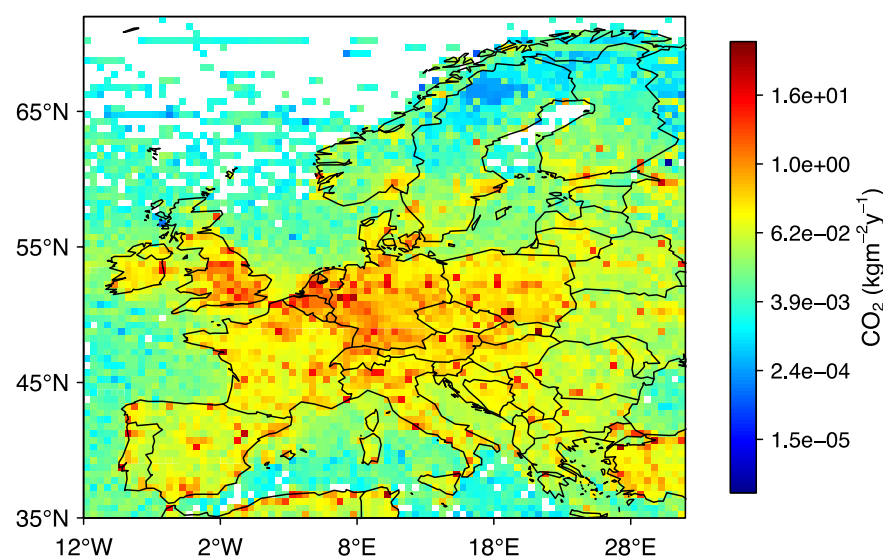 65°N
55°N
45°N
35°N
12°W
2°W
8°E
18°E
28°E
1.6e+01
1.0e+00
6.2e−02
3.9e−03
2.4e−04
1.5e−05
CO₂ (kgm⁻²y⁻¹)